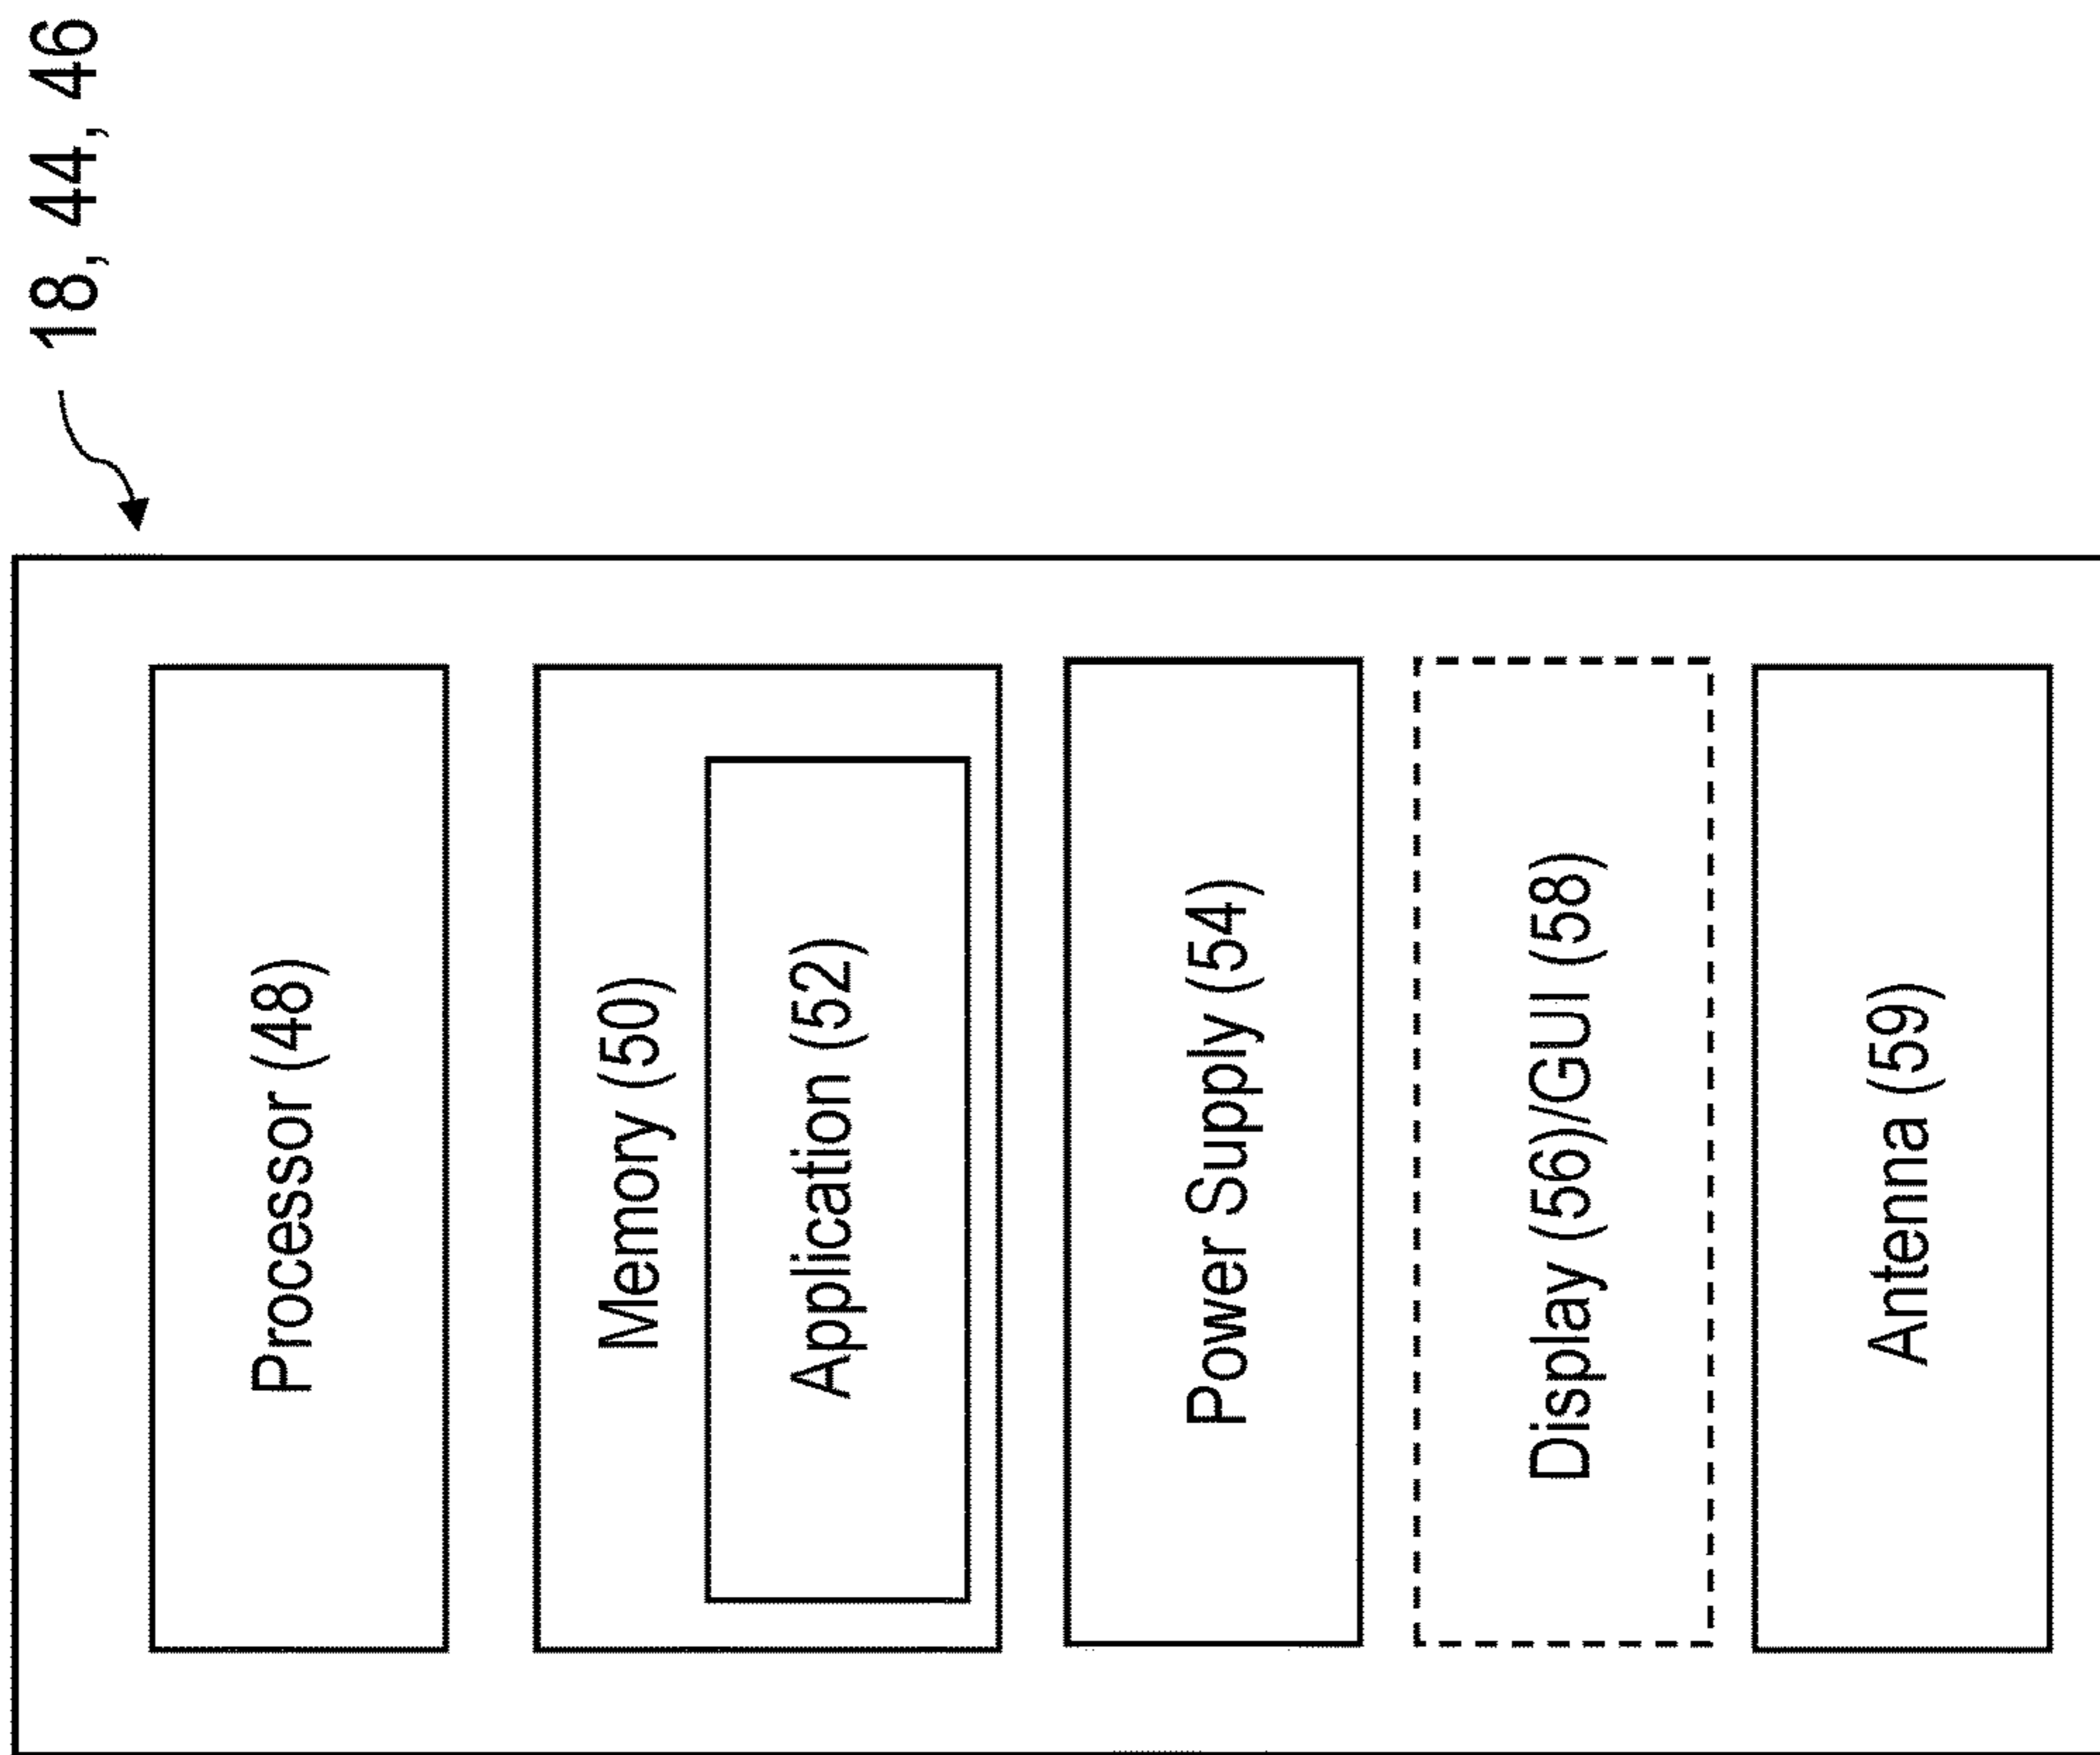 18, 44, 46
Processor (48)
Memory (50)
Application (52)
Power Supply (54)
Display (56)/GUI (58)
Antenna (59)